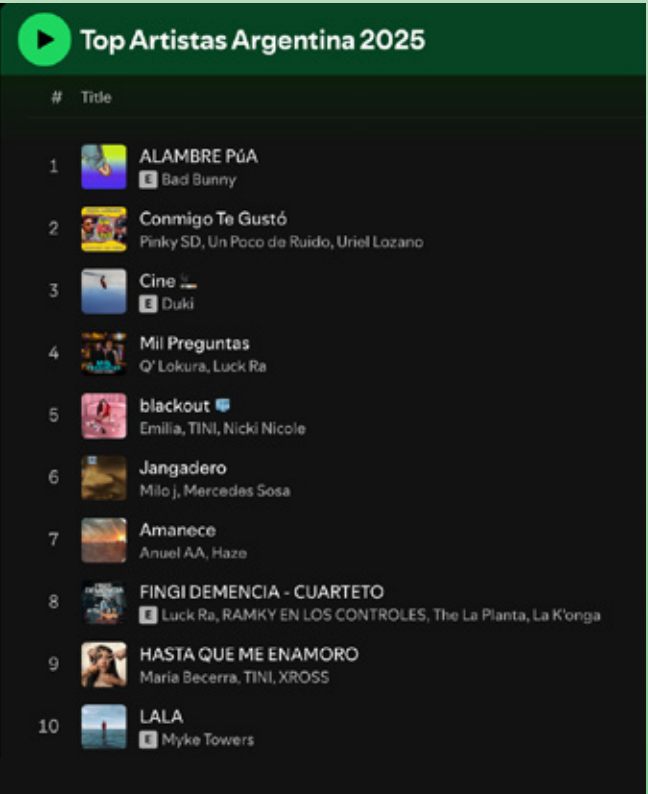 Top Artistas Argentina 2025
# Title
1 ALAMBRE PúA
E Bad Bunny
2 Conmigo Te Gustó
Pinky SD, Un Poco de Ruido, Uriel Lozano
3 Cine 🚬
E Duki
4 Mil Preguntas
Q' Lokura, Luck Ra
5 blackout 🧊
Emilia, TINI, Nicki Nicole
6 Jangadero
Milo j, Mercedes Sosa
7 Amanece
Anuel AA, Haze
8 FINGI DEMENCIA - CUARTETO
E Luck Ra, RAMKY EN LOS CONTROLES, The La Planta, La K'onga
9 HASTA QUE ME ENAMORO
Maria Becerra, TINI, XROSS
10 LALA
E Myke Towers